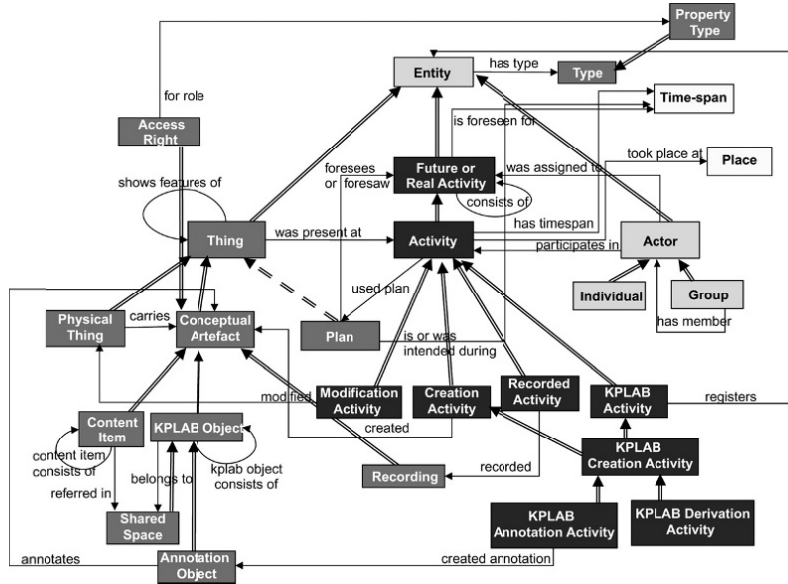 Property
Type
has type
Entity
Type
Time-span
for role
is foreseen for
Access
Right
took place at
Place
foresees
or foresaw
Future or
Real Activity
was assigned to
shows features of
consists of
has timespan
Thing
was present at
Activity
participates in
Actor
used plan
Individual
Group
Physical
Thing
carries
Conceptual
Artefact
Plan
is or was
intended during
has member
modified
Modification
Activity
Creation
Activity
Recorded
Activity
KPLAB
Activity
registers
Content
Item
KPLAB Object
created
content item
consists of
kplab object
consists of
KPLAB
Creation Activity
belongs to
Recording
recorded
referred in
Shared
Space
KPLAB
Annotation Activity
KPLAB Derivation
Activity
annotates
Annotation
Object
created arnotation